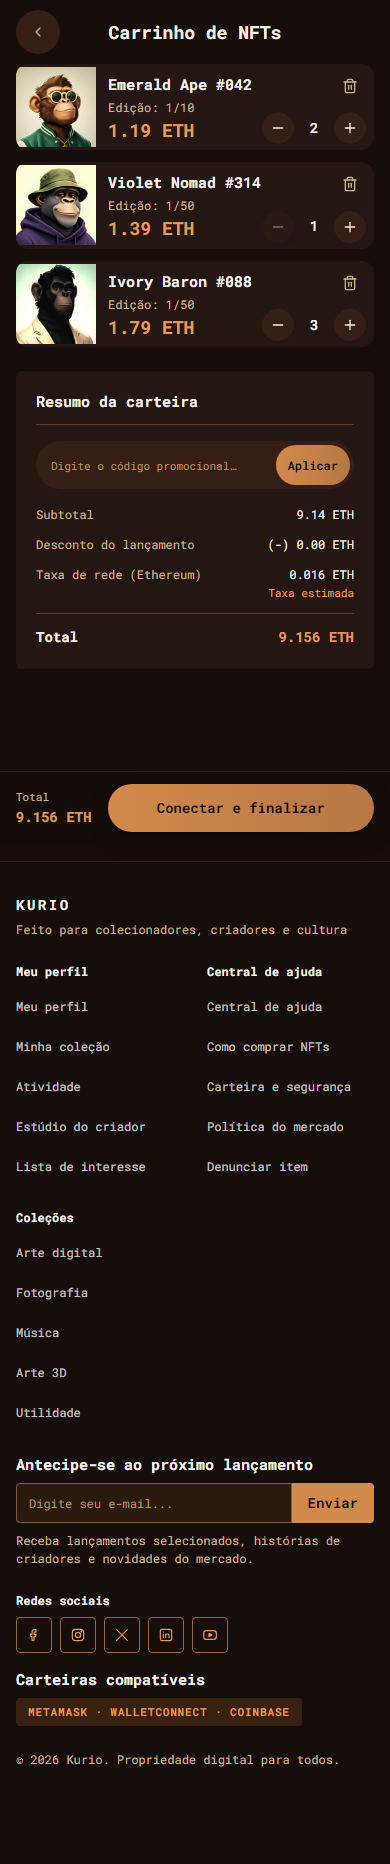 Carrinho de NFTs
Emerald Ape #042
Edição: 1/10
1.19 ETH
2
Violet Nomad #314
Edição: 1/50
1.39 ETH
1
Ivory Baron #088
Edição: 1/50
1.79 ETH
3
Resumo da carteira
Digite o código promocional…
Aplicar
Subtotal
9.14 ETH
Desconto do lançamento
(-) 0.00 ETH
Taxa de rede (Ethereum)
0.016 ETH
Taxa estimada
Total
9.156 ETH
Total
9.156 ETH
Conectar e finalizar
KURIO
Feito para colecionadores, criadores e cultura
Meu perfil
Meu perfil
Minha coleção
Atividade
Estúdio do criador
Lista de interesse
Central de ajuda
Central de ajuda
Como comprar NFTs
Carteira e segurança
Política do mercado
Denunciar item
Coleções
Arte digital
Fotografia
Música
Arte 3D
Utilidade
Antecipe-se ao próximo lançamento
Digite seu e-mail...
Enviar
Receba lançamentos selecionados, histórias de
criadores e novidades do mercado.
Redes sociais
Carteiras compatíveis
METAMASK · WALLETCONNECT · COINBASE
© 2026 Kurio. Propriedade digital para todos.